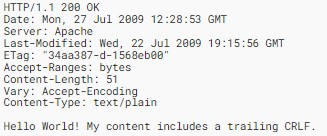 HTTP/1.1 200 OK
Date: Mon, 27 Jul 2009 12:28:53 GMT
Server: Apache
Last-Modified: Wed, 22 Jul 2009 19:15:56 GMT
ETag: "34aa387-d-1568eb00"
Accept-Ranges: bytes
Content-Length: 51
Vary: Accept-Encoding
Content-Type: text/plain

Hello World! My content includes a trailing CRLF.